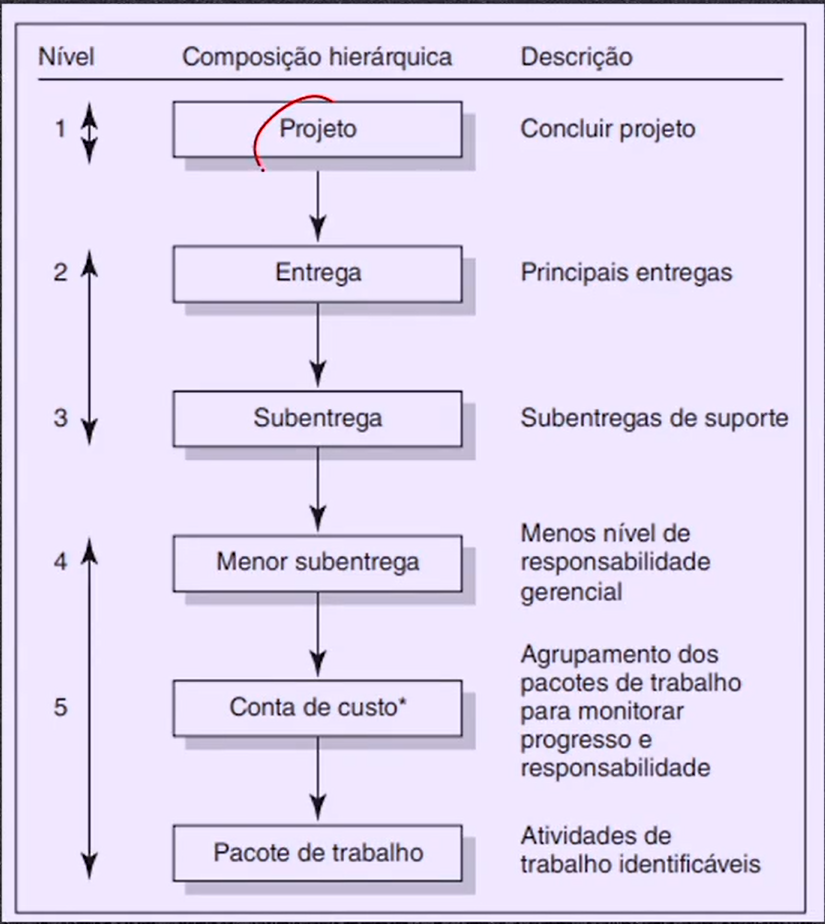 Nível Composição hierárquica Descrição
1 Projeto Concluir projeto
2 Entrega Principais entregas
3 Subentrega Subentregas de suporte
4 Menor subentrega Menos nível de
responsabilidade
gerencial
5 Conta de custo* Agrupamento dos
pacotes de trabalho
para monitorar
progresso e
responsabilidade
Pacote de trabalho Atividades de
trabalho identificáveis